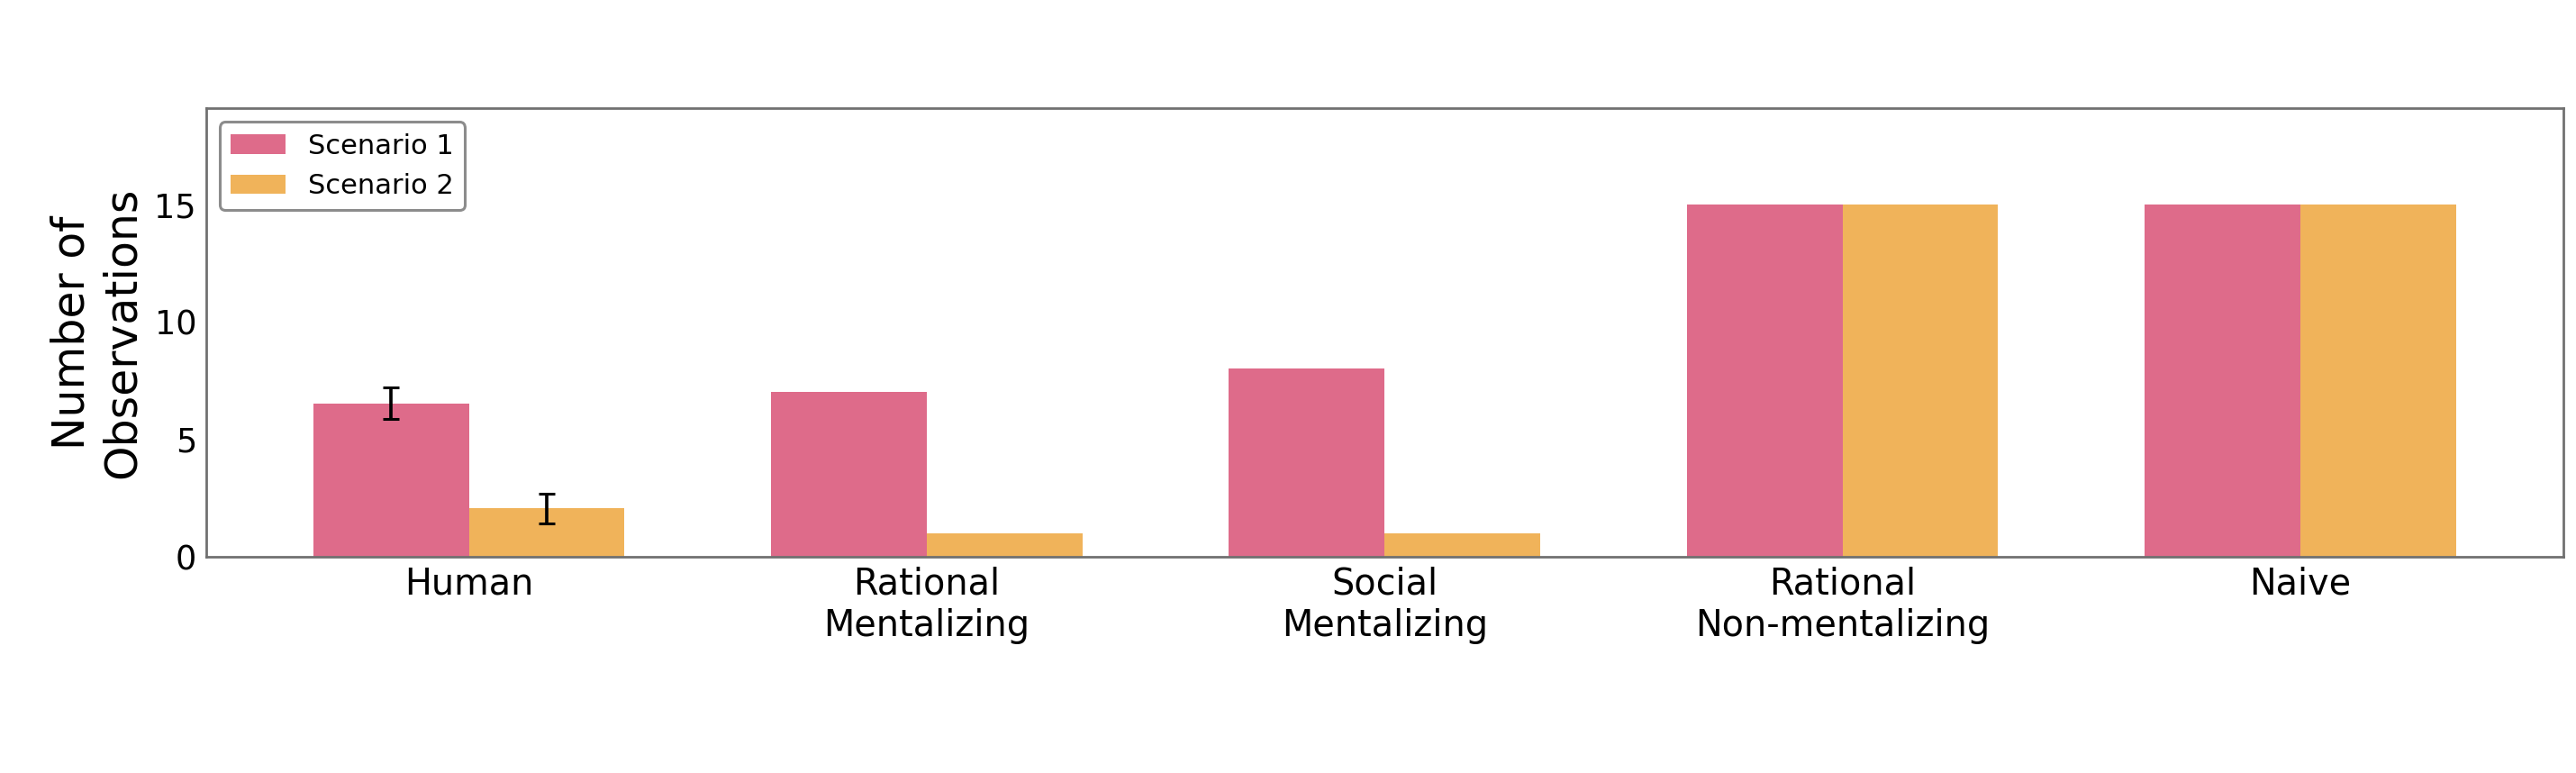 Number of
Observations
15
10
5
0
Scenario 1
Scenario 2
Human
Rational
Mentalizing
Social
Mentalizing
Rational
Non-mentalizing
Naive